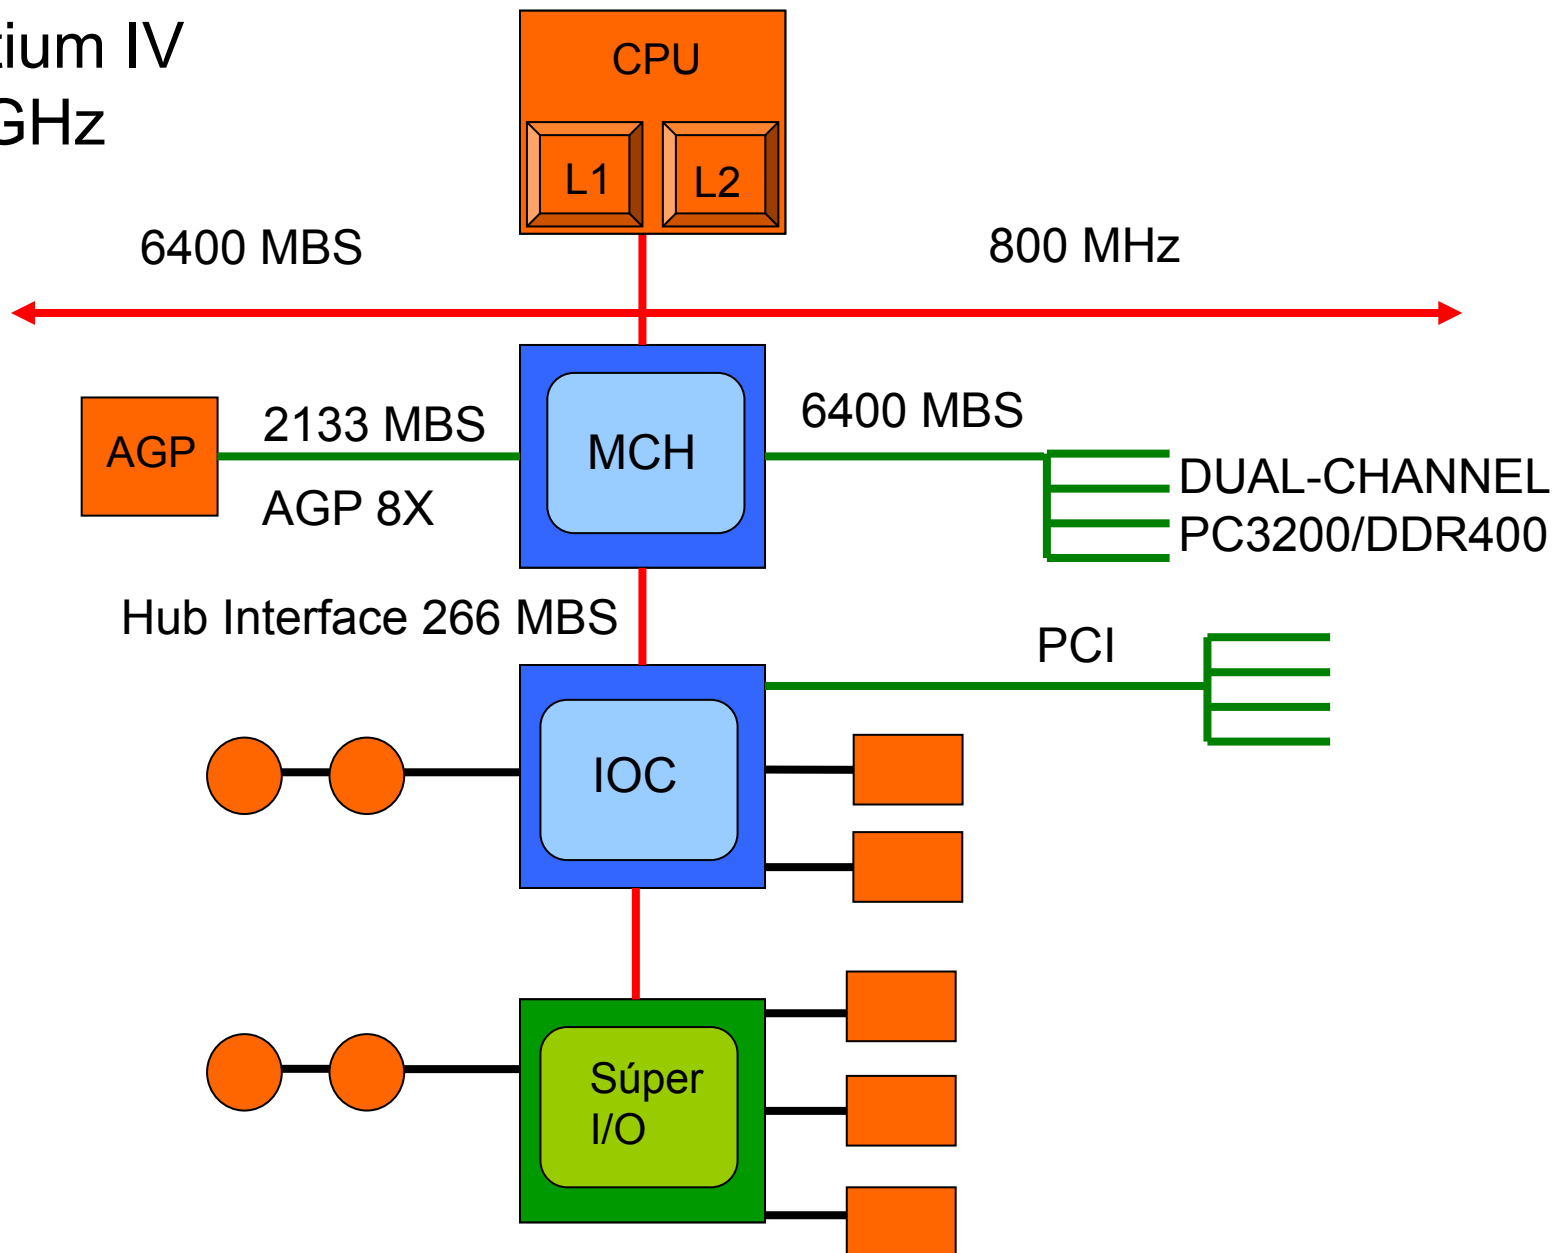 tium IV
GHz
CPU
L1
L2
6400 MBS
800 MHz
AGP
2133 MBS
AGP 8X
MCH
6400 MBS
DUAL-CHANNEL
PC3200/DDR400
Hub Interface 266 MBS
PCI
IOC
Súper
I/O